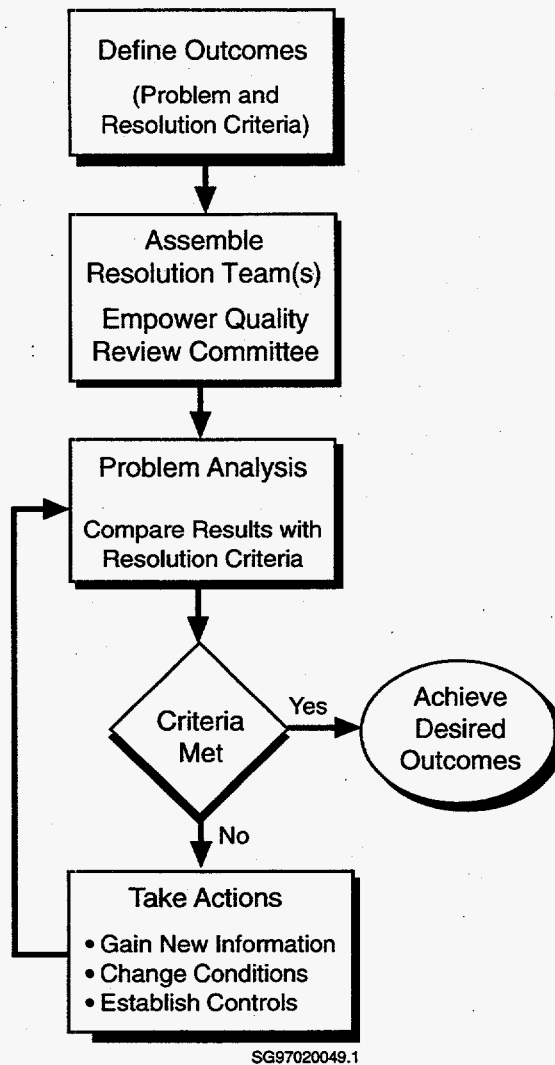 Define Outcomes
(Problem and
Resolution Criteria)
Assemble
Resolution Team(s)
Empower Quality
Review Committee
Problem Analysis
Compare Results with
Resolution Criteria
Criteria
Met
Yes
Achieve
Desired
Outcomes
No
Take Actions
• Gain New Information
• Change Conditions
• Establish Controls
SG97020049.1